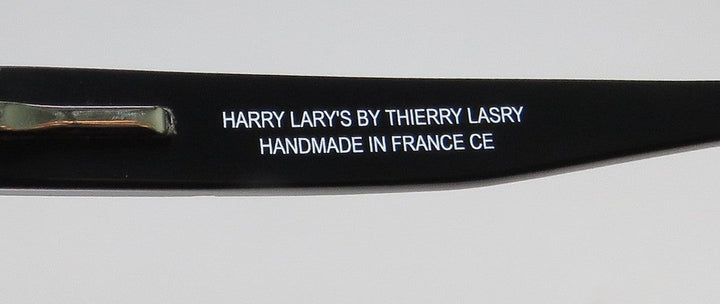 HARRY LARY'S BY THIERRY LASRY
HANDMADE IN FRANCE CE